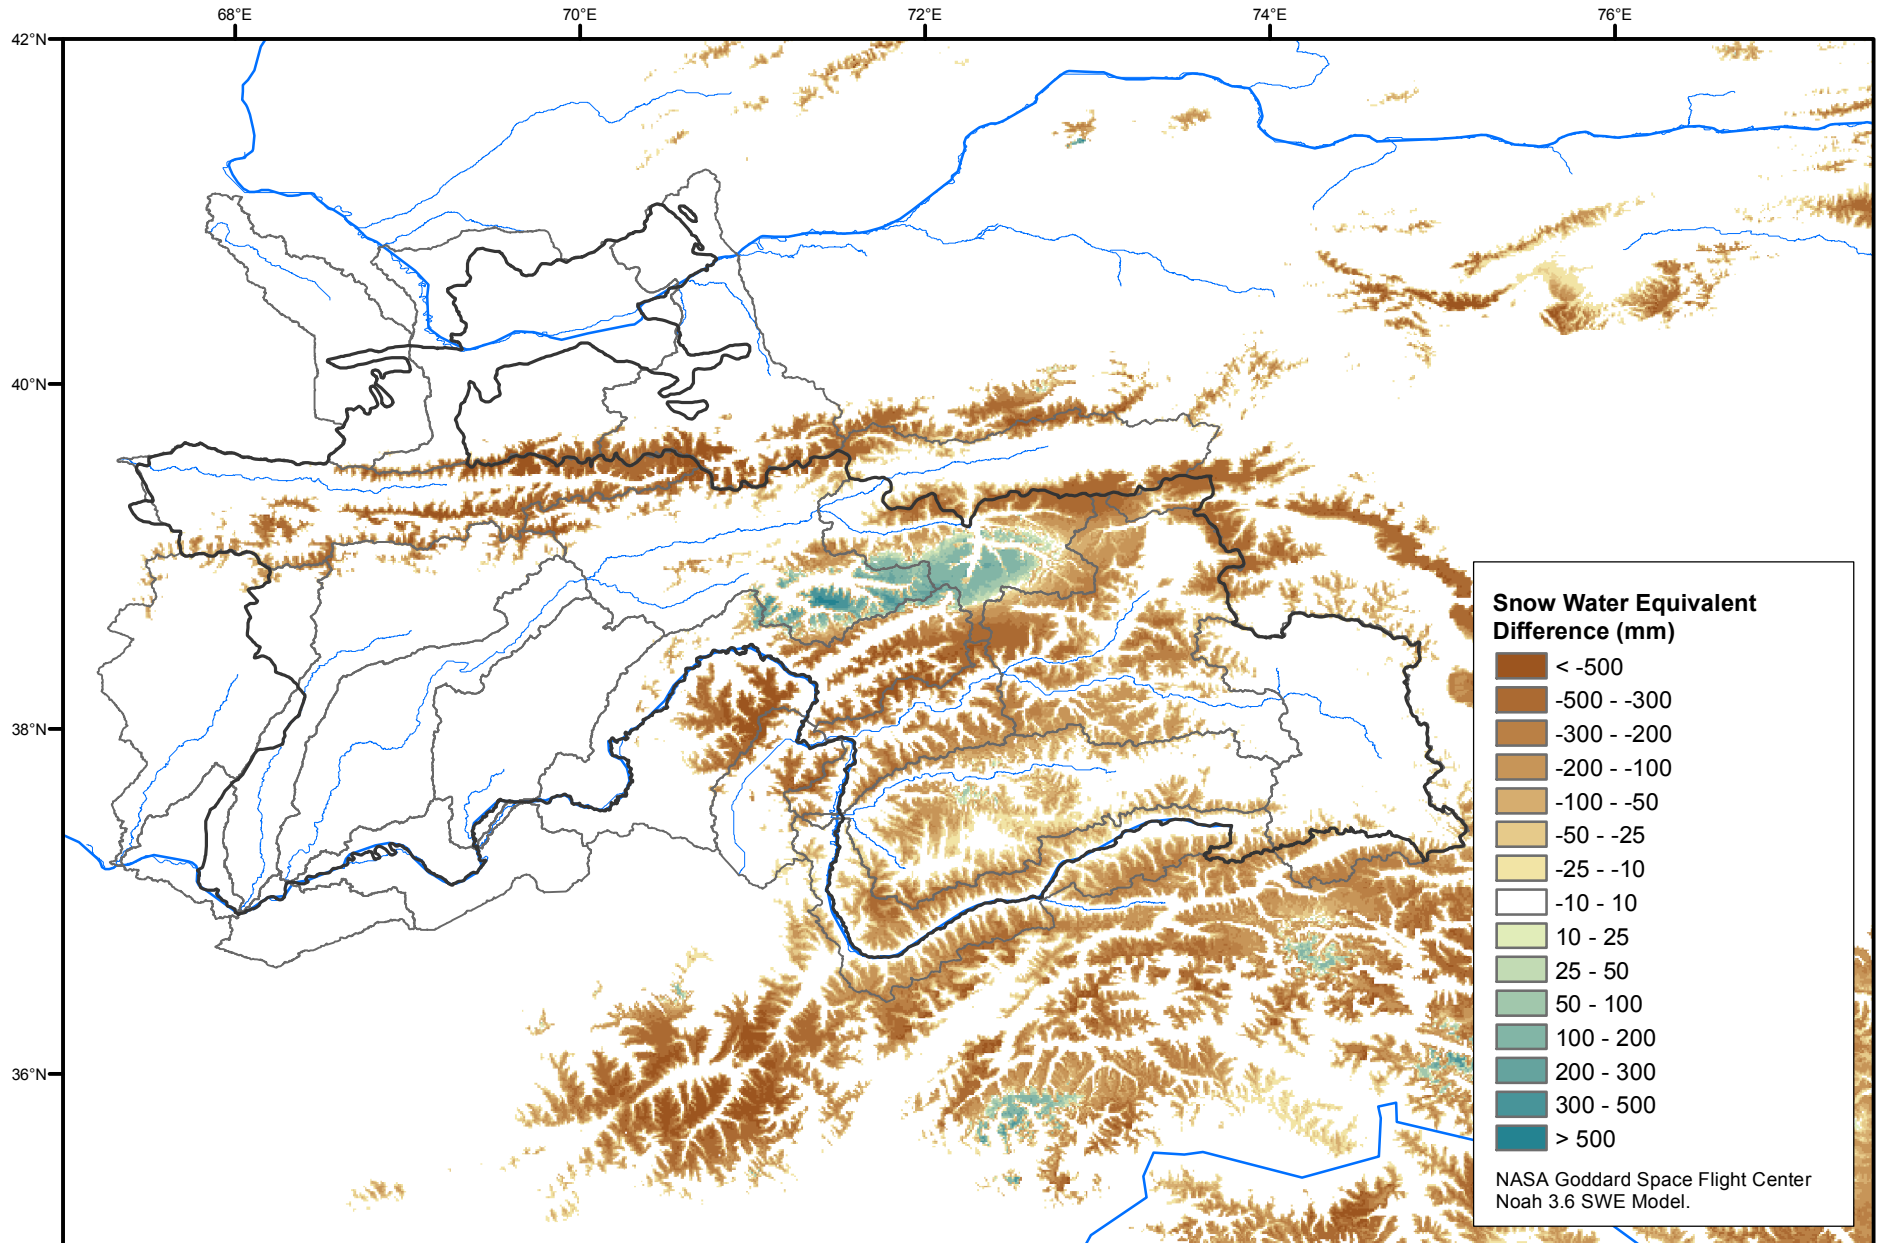 68°E
70°E
72°E
74°E
76°E
42°N
40°N
38°N
36°N
Snow Water Equivalent
Difference (mm)
< -500
-500 - -300
-300 - -200
-200 - -100
-100 - -50
-50 - -25
-25 - -10
-10 - 10
10 - 25
25 - 50
50 - 100
100 - 200
200 - 300
300 - 500
> 500
NASA Goddard Space Flight Center
Noah 3.6 SWE Model.